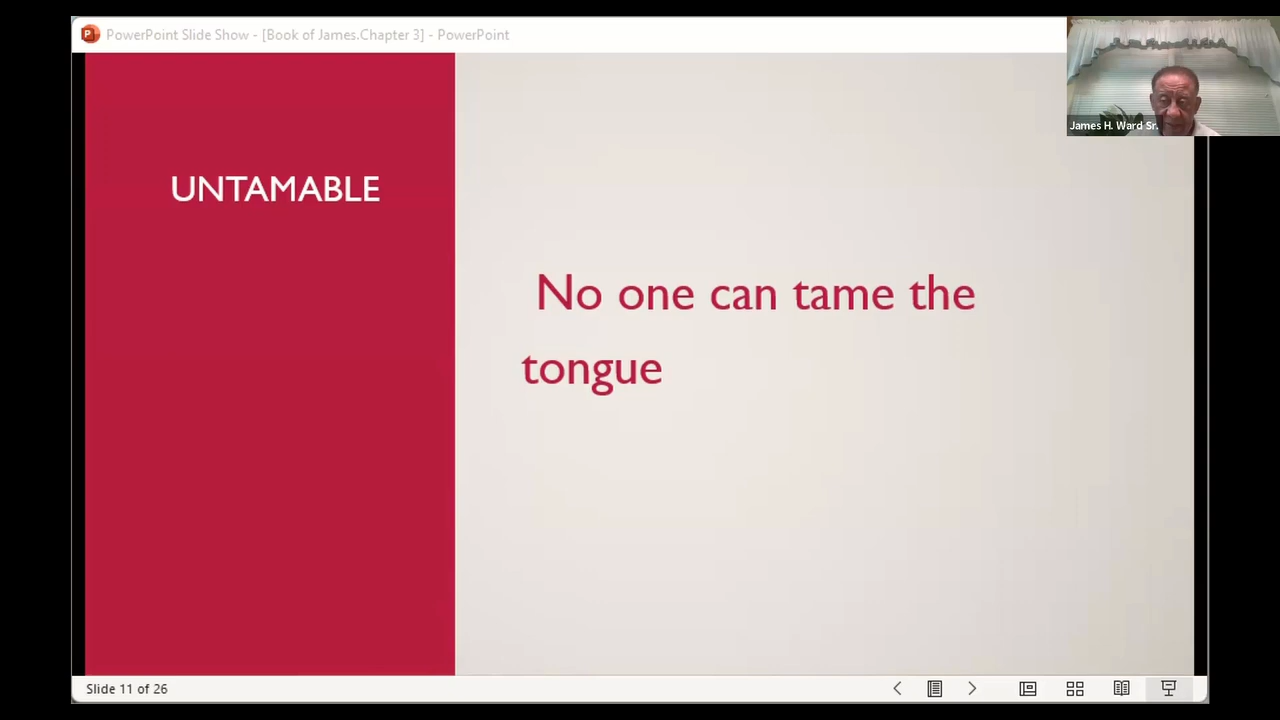 PowerPoint Slide Show - [Book of James.Chapter 3] - PowerPoint
James H. Ward Sr.
UNTAMABLE
No one can tame the
tongue
Slide 11 of 26